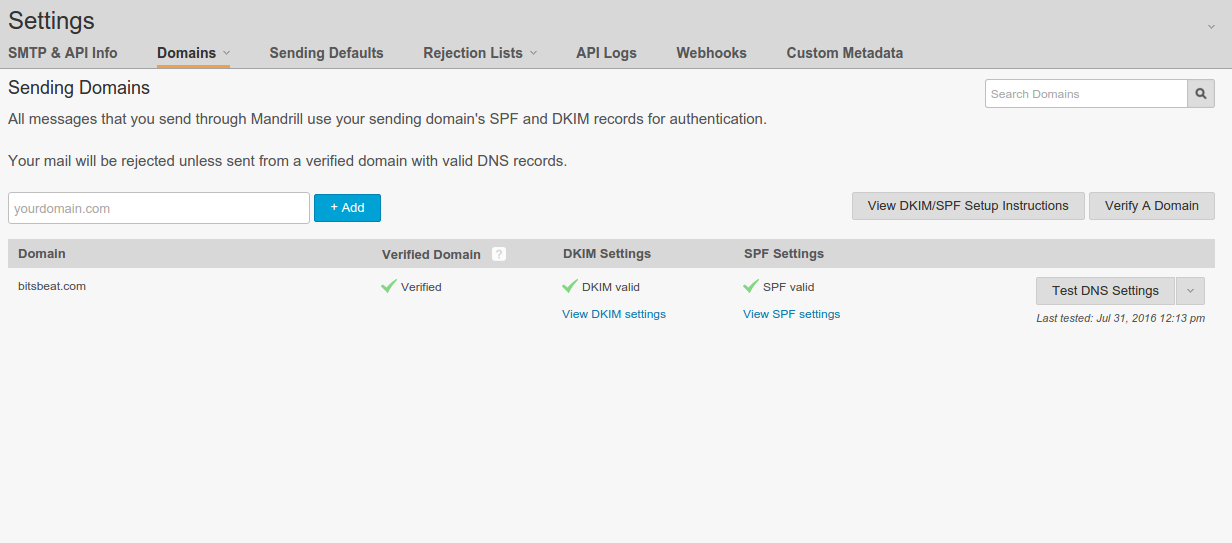 Settings
SMTP & API Info Domains Sending Defaults Rejection Lists API Logs Webhooks Custom Metadata
Sending Domains
Search Domains
All messages that you send through Mandrill use your sending domain's SPF and DKIM records for authentication.
Your mail will be rejected unless sent from a verified domain with valid DNS records.
yourdomain.com + Add View DKIM/SPF Setup Instructions Verify A Domain
Domain Verified Domain ? DKIM Settings SPF Settings
bitsbeat.com Verified DKIM valid SPF valid Test DNS Settings
View DKIM settings View SPF settings Last tested: Jul 31, 2016 12:13 pm